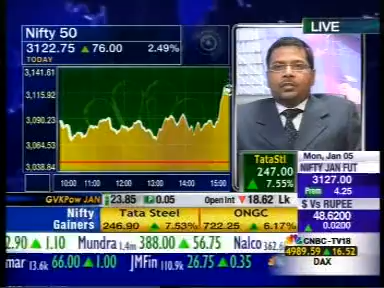 Nifty 50
3122.75 ▲ 76.00 2.49%
TODAY
3,141.61
3,115.92
3,090.23
3,064.53
3,038.84
10:00 11:00 12:00 13:00 14:00 15:00
LIVE
TataStl
247.00
▲ 7.55%
Mon, Jan 05
NIFTY JAN FUT
3127.00
Prem 4.25
$ Vs RUPEE
48.6200
▲ 0.0200
GVKPow JAN 23.85 ▲ 0.05 Open Int ▼ 18.62 Lk
Nifty Gainers
Tata Steel ONGC
246.90 ▲ 7.53% 722.25 ▲ 6.17%
2.90 ▲ 1.10 Mundra 1.4m 388.00 ▲ 56.75 Nalco 362.6
CNBC-TV18
mar 13.6k 66.00 ▲ 1.00 JMFin 110.9k 26.75 ▲ 0.35
4989.59 ▲ 16.52
DAX